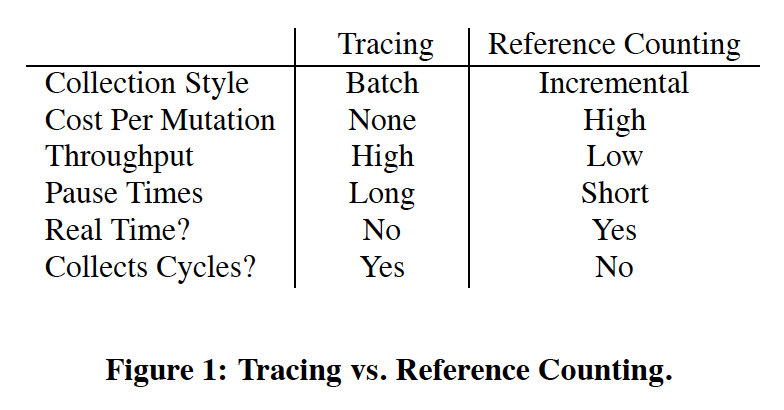 Tracing Reference Counting
Collection Style Batch Incremental
Cost Per Mutation None High
Throughput High Low
Pause Times Long Short
Real Time? No Yes
Collects Cycles? Yes No
Figure 1: Tracing vs. Reference Counting.